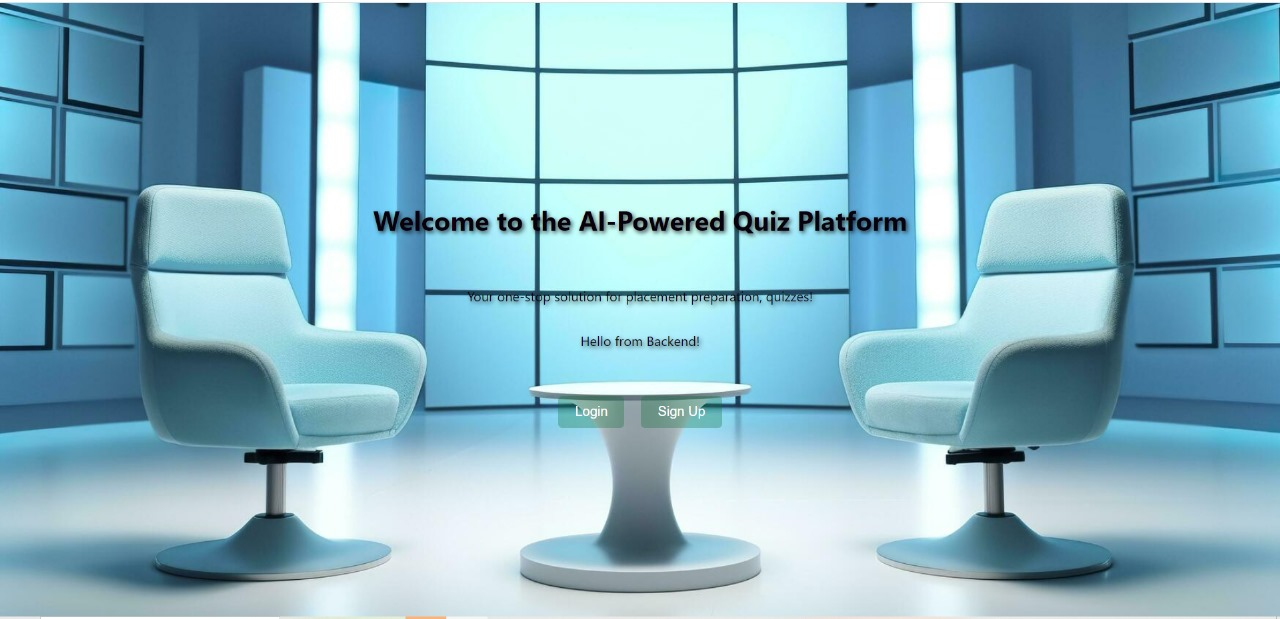 Welcome to the AI-Powered Quiz Platform
Your one-stop solution for placement preparation, quizzes!
Hello from Backend!
Login Sign Up